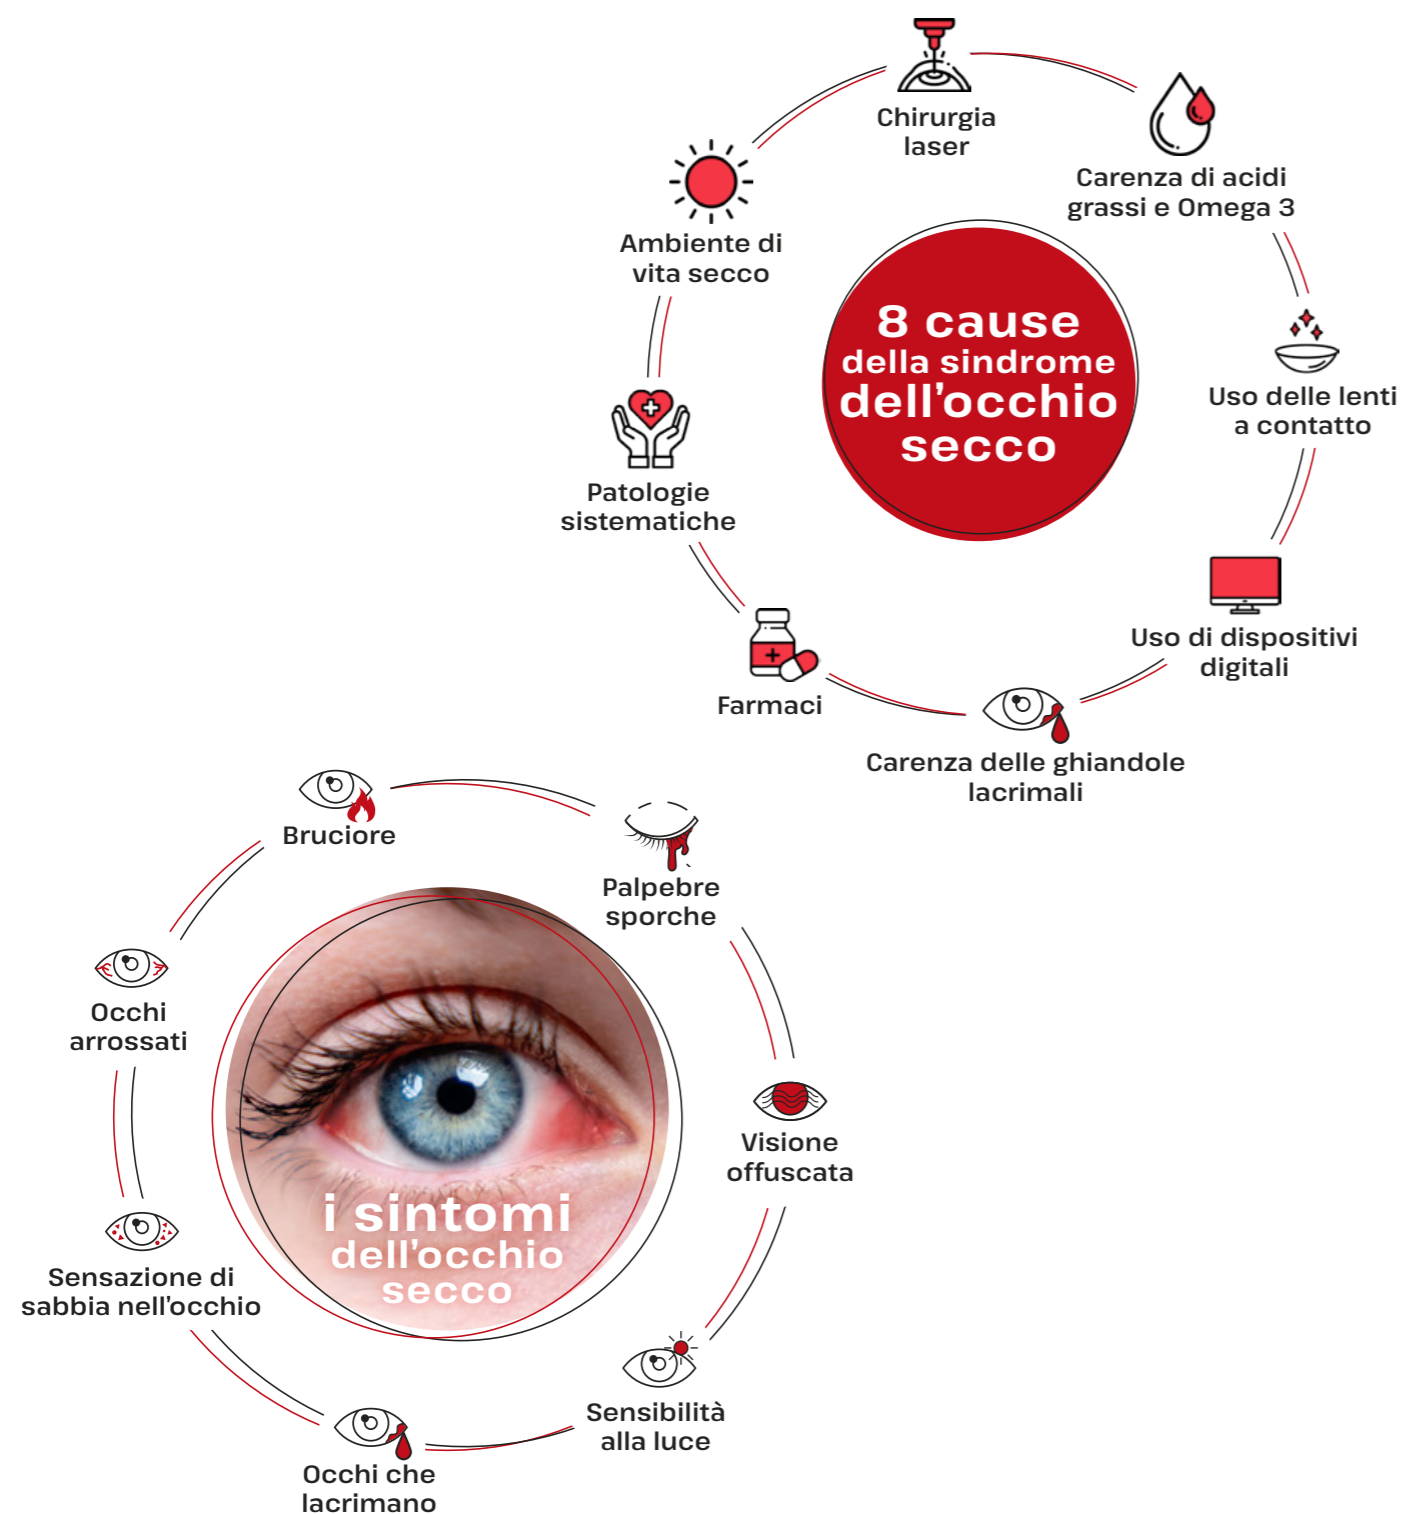 8 cause
della sindrome
dell'occhio
secco
Chirurgia
laser
Carenza di acidi
grassi e Omega 3
Uso delle lenti
a contatto
Uso di dispositivi
digitali
Carenza delle ghiandole
lacrimali
Farmaci
Patologie
sistematiche
Ambiente di
vita secco
i sintomi
dell'occhio
secco
Bruciore
Palpebre
sporche
Visione
offuscata
Sensibilità
alla luce
Occhi che
lacrimano
Sensazione di
sabbia nell'occhio
Occhi
arrossati